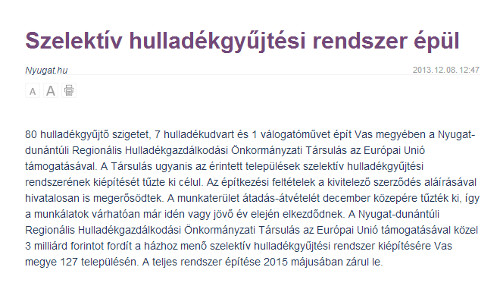 Szelektív hulladékgyűjtési rendszer épül
Nyugat.hu
2013.12.08. 12:47
A A
80 hulladékgyűjtő szigetet, 7 hulladékudvart és 1 válogatóművet épít Vas megyében a Nyugat-
dunántúli Regionális Hulladékgazdálkodási Önkormányzati Társulás az Európai Unió
támogatásával. A Társulás ugyanis az érintett települések szelektív hulladékgyűjtési
rendszerének kiépítését tűzte ki célul. Az építkezési feltételek a kivitelező szerződés aláírásával
hivatalosan is megerősödtek. A munkaterület átadás-átvételét december közepére tűzték ki, így
a munkálatok várhatóan már idén vagy jövő év elején elkezdődnek. A Nyugat-dunántúli
Regionális Hulladékgazdálkodási Önkormányzati Társulás az Európai Unió támogatásával közel
3 milliárd forintot fordít a házhoz menő szelektív hulladékgyűjtési rendszer kiépítésére Vas
megye 127 településén. A teljes rendszer építése 2015 májusában zárul le.